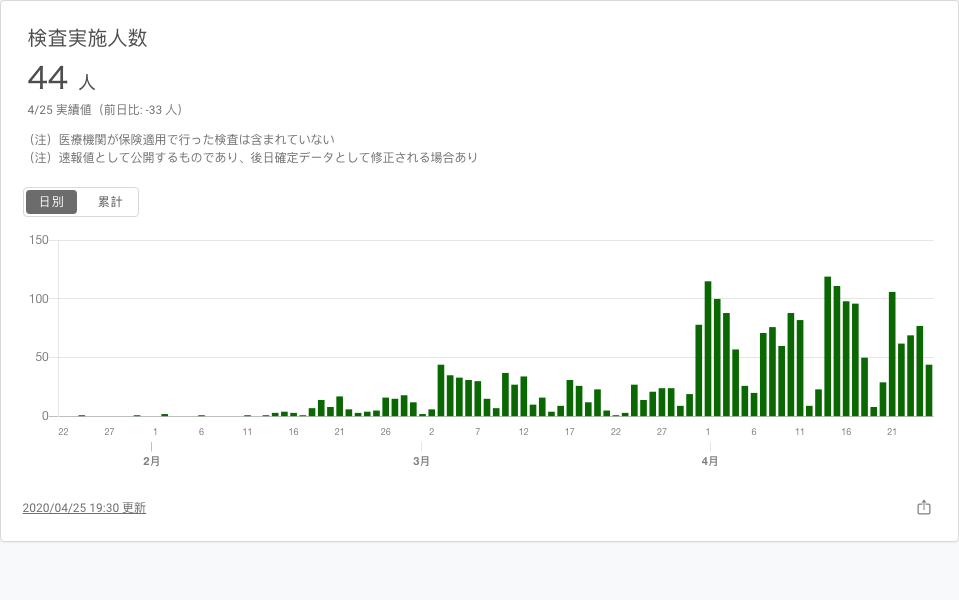 検査実施人数
44 人
4/25 実績値（前日比: -33 人）
（注）医療機関が保険適用で行った検査は含まれていない
（注）速報値として公開するものであり、後日確定データとして修正される場合あり
日別 累計
150
100
50
0
22 27 1 6 11 16 21 26 2 7 12 17 22 27 1 6 11 16 21
2月 3月 4月
2020/04/25 19:30 更新